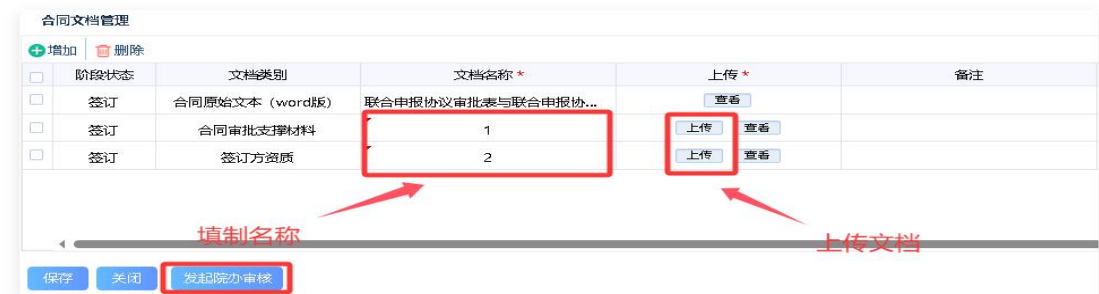 合同文档管理
增加 删除
阶段状态 文档类别 文档名称* 上传* 备注
签订 合同原始文本（word版） 联合申报协议审批表与联合申报协... 查看
签订 合同审批支撑材料 1 上传 查看
签订 签订方资质 2 上传 查看
填制名称 上传文档
保存 关闭 发起院办审核